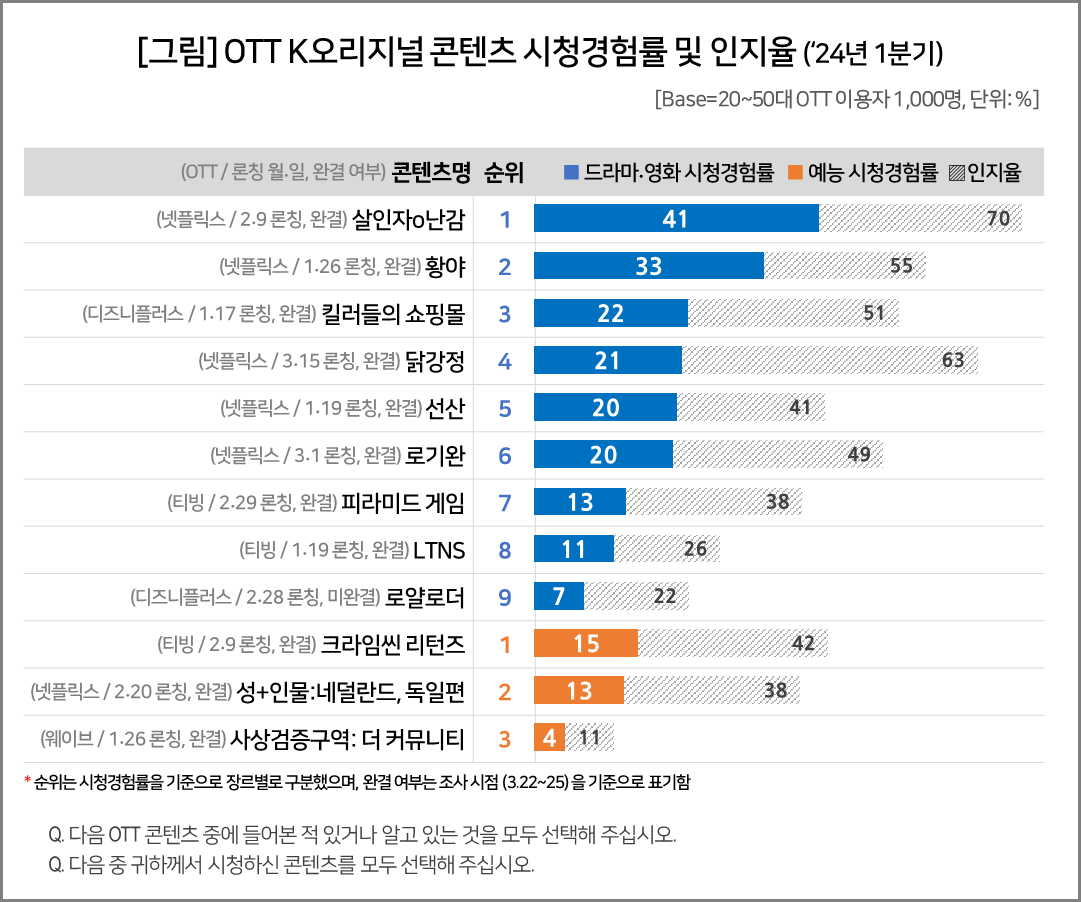 [그림] OTT K오리지널 콘텐츠 시청경험률 및 인지율 (‘24년 1분기)
[Base=20~50대 OTT 이용자 1,000명, 단위: %]
(OTT / 론칭 월·일, 완결 여부) 콘텐츠명 순위 드라마·영화 시청경험률 예능 시청경험률 인지율
(넷플릭스 / 2·9 론칭, 완결) 살인자o난감 1 41 70
(넷플릭스 / 1·26 론칭, 완결) 황야 2 33 55
(디즈니플러스 / 1·17 론칭, 완결) 킬러들의 쇼핑몰 3 22 51
(넷플릭스 / 3·15 론칭, 완결) 닭강정 4 21 63
(넷플릭스 / 1·19 론칭, 완결) 선산 5 20 41
(넷플릭스 / 3·1 론칭, 완결) 로기완 6 20 49
(티빙 / 2·29 론칭, 완결) 피라미드 게임 7 13 38
(티빙 / 1·19 론칭, 완결) LTNS 8 11 26
(디즈니플러스 / 2·28 론칭, 미완결) 로얄로더 9 7 22
(티빙 / 2·9 론칭, 완결) 크라임씬 리턴즈 1 15 42
(넷플릭스 / 2·20 론칭, 완결) 성+인물:네덜란드, 독일편 2 13 38
(웨이브 / 1·26 론칭, 완결) 사상검증구역: 더 커뮤니티 3 4 11
* 순위는 시청경험률을 기준으로 장르별로 구분했으며, 완결 여부는 조사 시점 (3.22~25) 을 기준으로 표기함
Q. 다음 OTT 콘텐츠 중에 들어본 적 있거나 알고 있는 것을 모두 선택해 주십시오.
Q. 다음 중 귀하께서 시청하신 콘텐츠를 모두 선택해 주십시오.